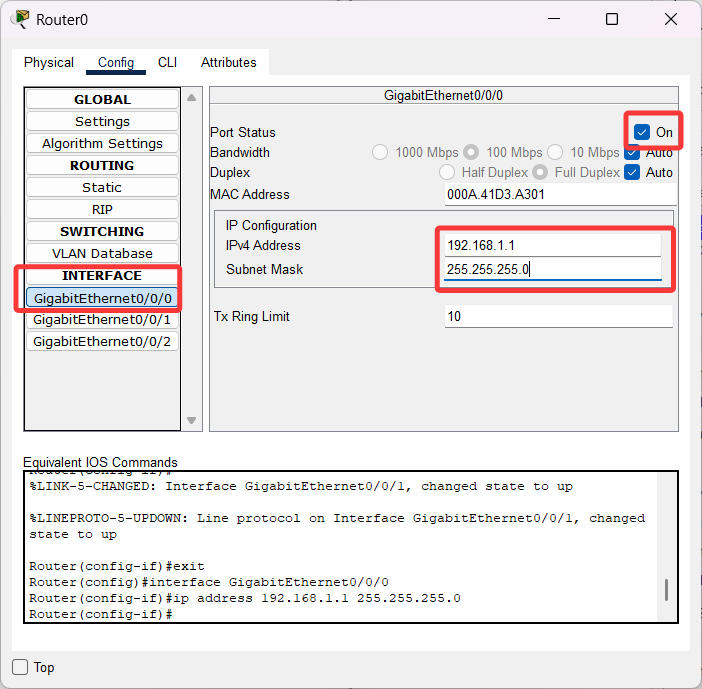 Router0
Physical Config CLI Attributes
GLOBAL
Settings
Algorithm Settings
ROUTING
Static
RIP
SWITCHING
VLAN Database
INTERFACE
GigabitEthernet0/0/0
GigabitEthernet0/0/1
GigabitEthernet0/0/2
GigabitEthernet0/0/0
Port Status On
Bandwidth 1000 Mbps 100 Mbps 10 Mbps Auto
Duplex Half Duplex Full Duplex Auto
MAC Address 000A.41D3.A301
IP Configuration
IPv4 Address 192.168.1.1
Subnet Mask 255.255.255.0
Tx Ring Limit 10
Equivalent IOS Commands
Router(config-if)#
%LINK-5-CHANGED: Interface GigabitEthernet0/0/1, changed state to up
%LINEPROTO-5-UPDOWN: Line protocol on Interface GigabitEthernet0/0/1, changed
state to up
Router(config-if)#exit
Router(config)#interface GigabitEthernet0/0/0
Router(config-if)#ip address 192.168.1.1 255.255.255.0
Router(config-if)#
Top